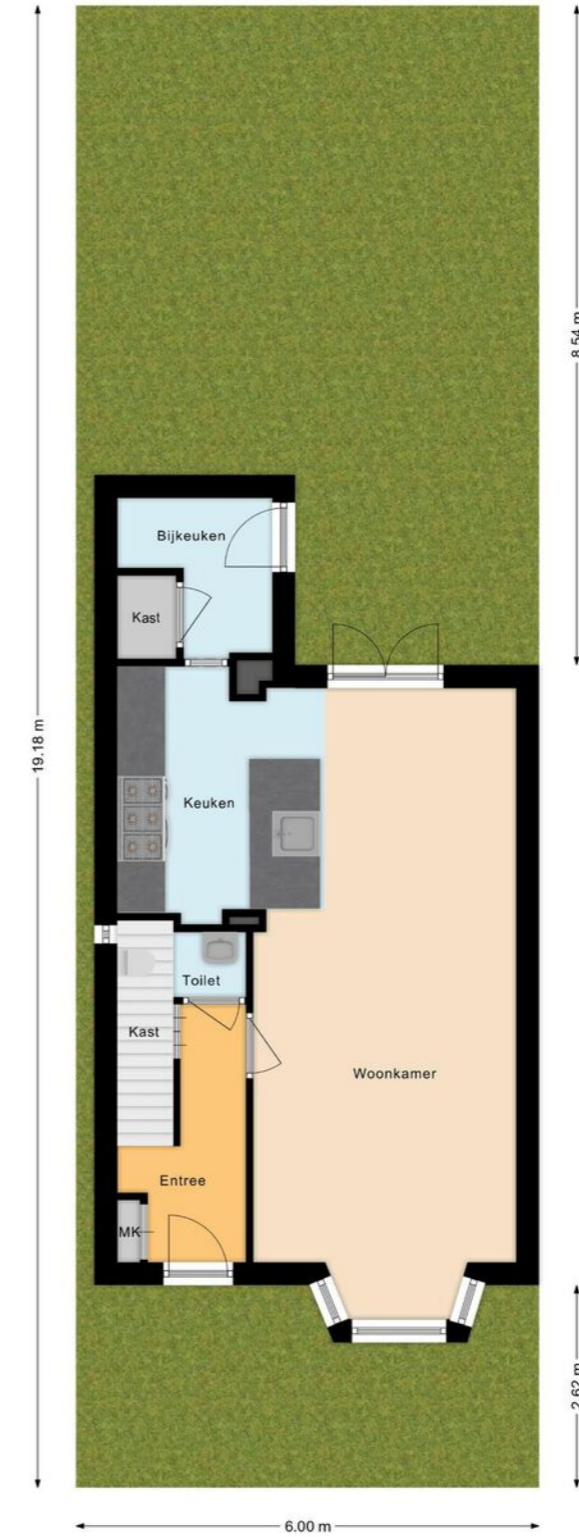 8.54 m
Bijkeuken
Kast
19.18 m
Keuken
Toilet
Kast
Woonkamer
Entree
MK
2.62 m
6.00 m